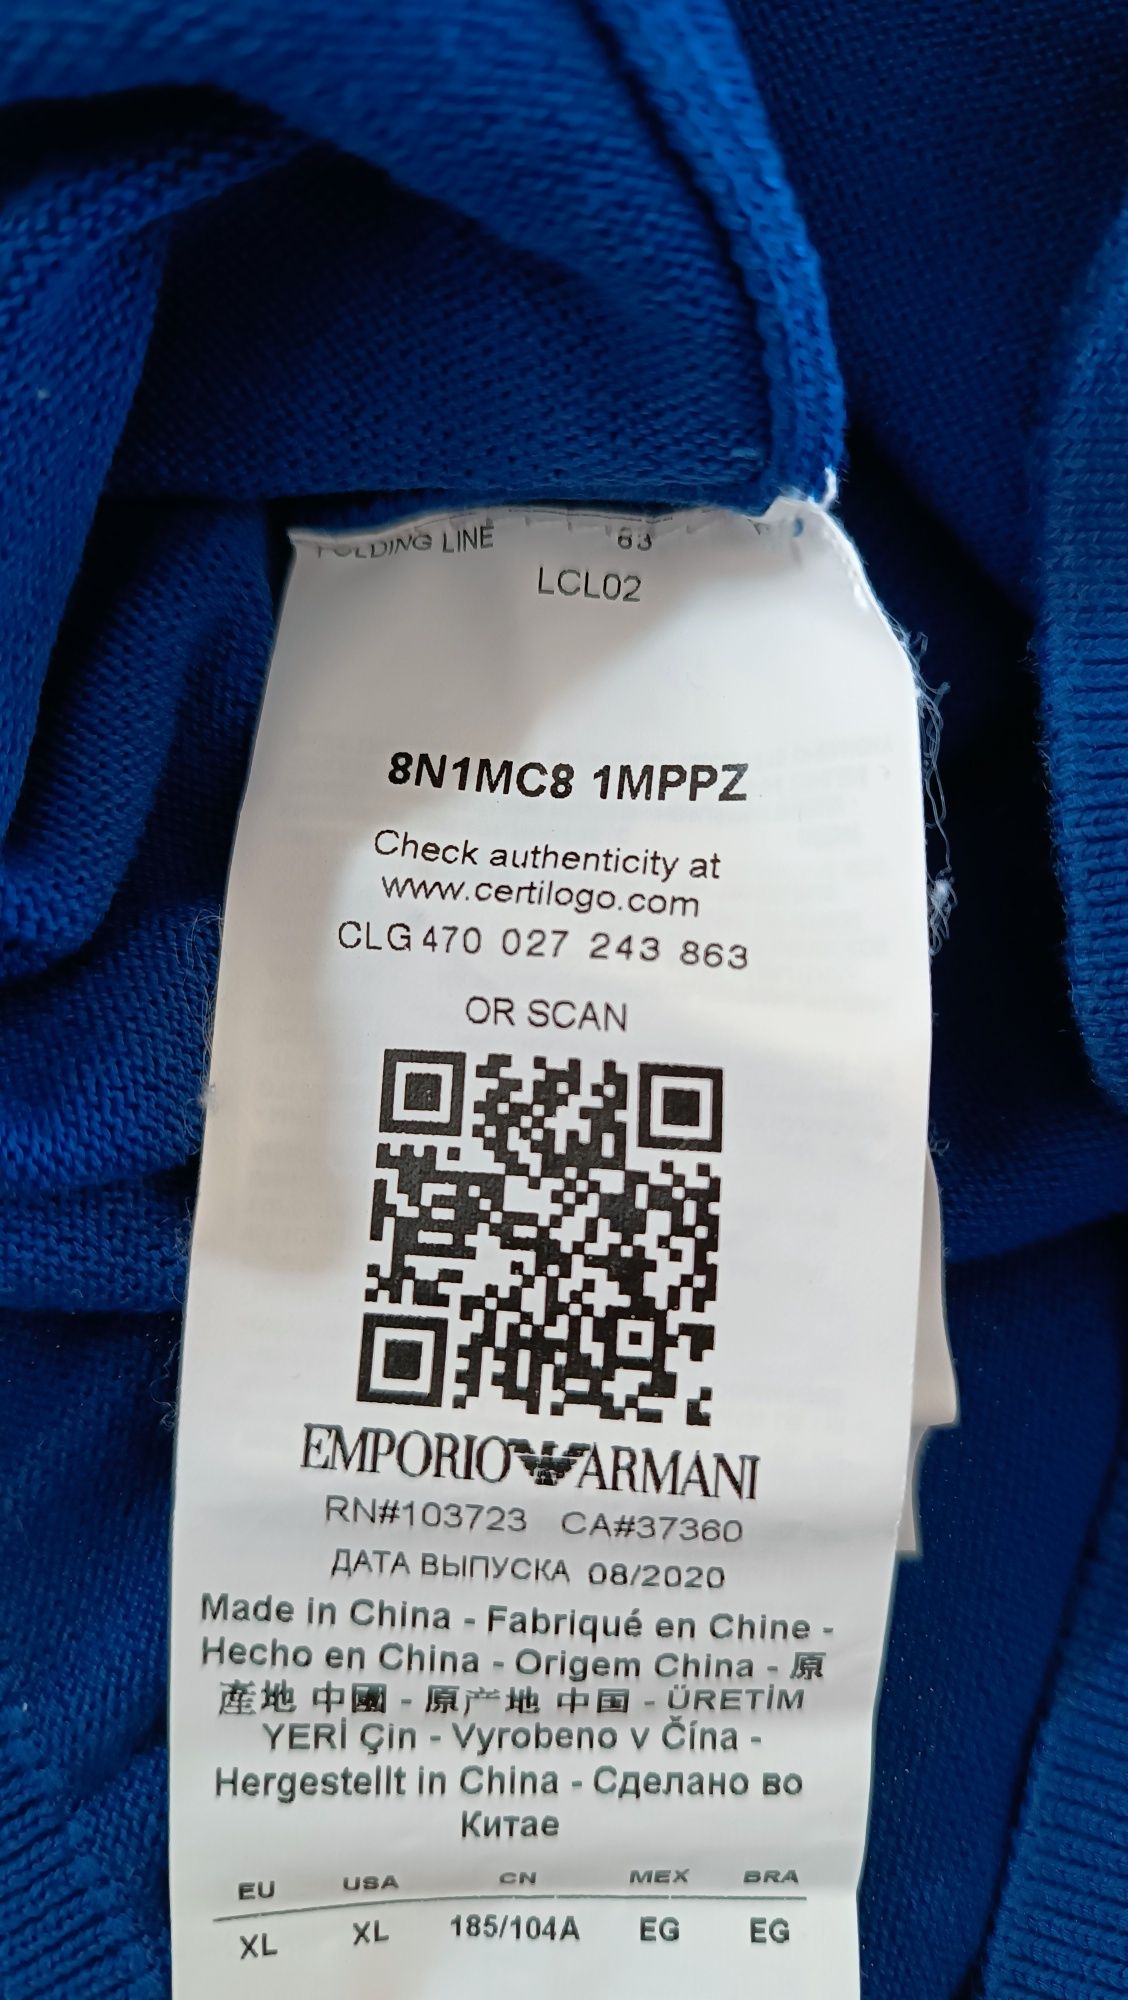 FOLDING LINE 63
LCL02
8N1MC8 1MPPZ
Check authenticity at
www.certilogo.com
CLG 470 027 243 863
OR SCAN
EMPORIO ARMANI
RN#103723 CA#37360
ДАТА ВЫПУСКА 08/2020
Made in China - Fabriqué en Chine -
Hecho en China - Origem China - 原
產地 中國 - 原产地 中国 - ÜRETİM
YERİ Çin - Vyrobeno v Čína -
Hergestellt in China - Сделано во
Китае
EU USA CN MEX BRA
XL XL 185/104A EG EG